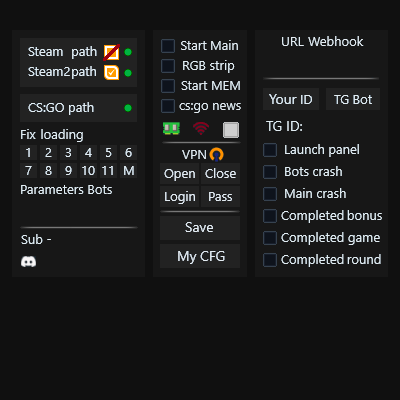 Steam path
Steam2path
CS:GO path
Fix loading
1 2 3 4 5 6
7 8 9 10 11 M
Parameters Bots
Sub -
Start Main
RGB strip
Start MEM
cs:go news
VPN
Open Close
Login Pass
Save
My CFG
URL Webhook
Your ID TG Bot
TG ID:
Launch panel
Bots crash
Main crash
Completed bonus
Completed game
Completed round